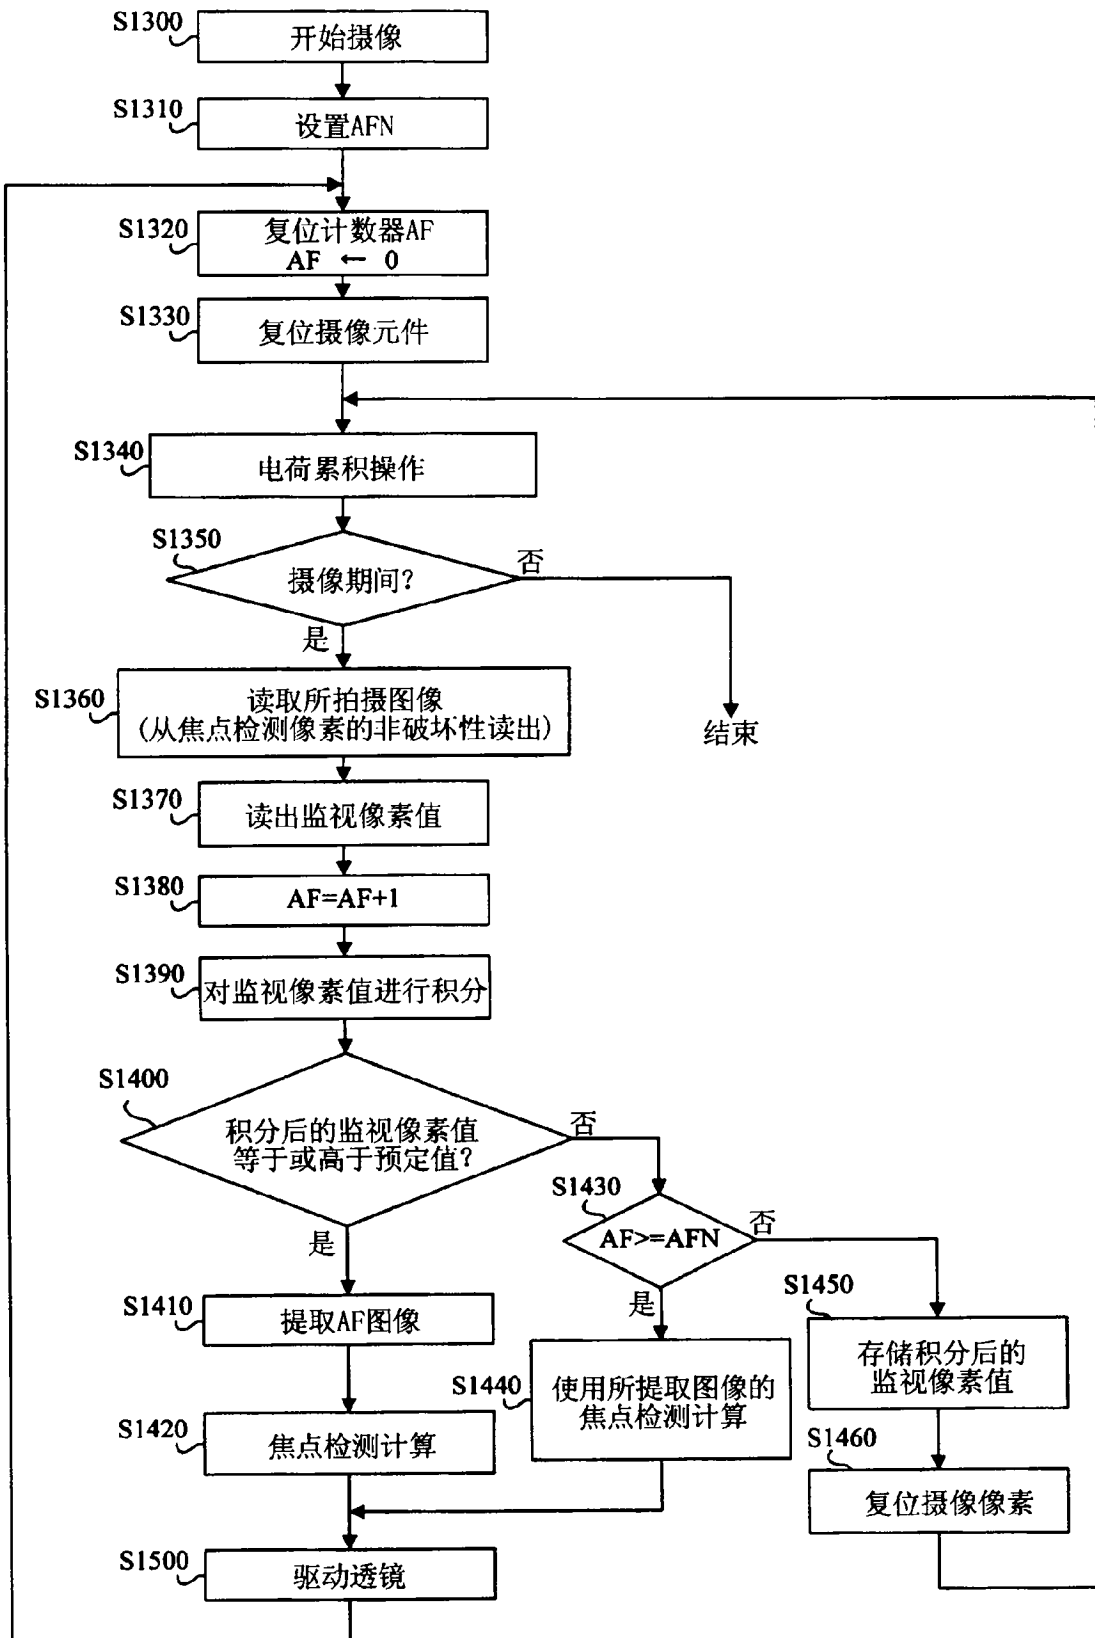 S1300
开始摄像
S1310
设置AFN
S1320
复位计数器AF
AF ← 0
S1330
复位摄像元件
S1340
电荷累积操作
S1350
摄像期间？
否
是
S1360
读取所拍摄图像
(从焦点检测像素的非破坏性读出)
结束
S1370
读出监视像素值
S1380
AF=AF+1
S1390
对监视像素值进行积分
S1400
积分后的监视像素值
等于或高于预定值？
否
是
S1430
AF>=AFN
否
是
S1410
提取AF图像
S1450
存储积分后的
监视像素值
S1440
使用所提取图像的
焦点检测计算
S1420
焦点检测计算
S1460
复位摄像像素
S1500
驱动透镜